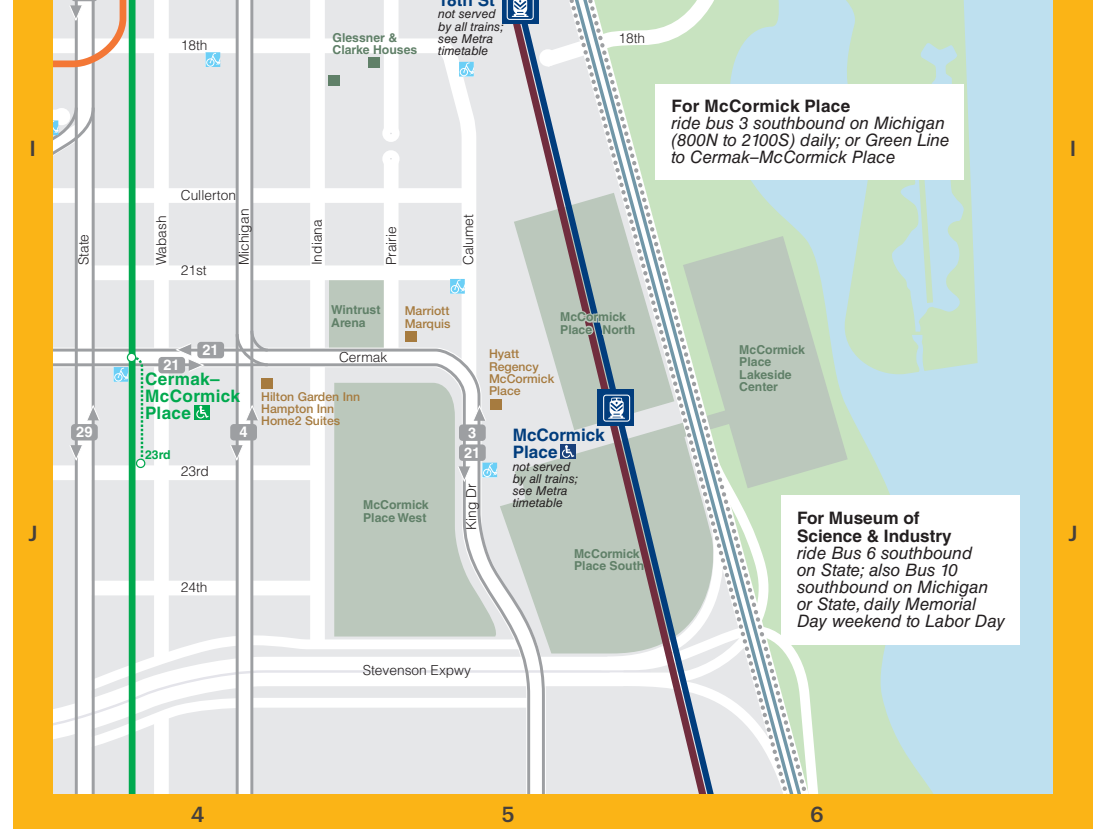 18th St
not served
by all trains;
see Metra
timetable
Glessner &
Clarke Houses
18th
18th
For McCormick Place
ride bus 3 southbound on Michigan
(800N to 2100S) daily; or Green Line
to Cermak–McCormick Place
I
I
Cullerton
State
Wabash
Michigan
Indiana
Prairie
Calumet
21st
Wintrust
Arena
Marriott
Marquis
McCormick
Place North
McCormick
Place
Lakeside
Center
21
21
Cermak
Hyatt
Regency
McCormick
Place
Cermak–
McCormick
Place
Hilton Garden Inn
Hampton Inn
Home2 Suites
29
4
3
21
McCormick
Place
not served
by all trains;
see Metra
timetable
23rd
23rd
King Dr
McCormick
Place West
McCormick
Place South
For Museum of
Science & Industry
ride Bus 6 southbound
on State; also Bus 10
southbound on Michigan
or State, daily Memorial
Day weekend to Labor Day
J
J
24th
Stevenson Expwy
4
5
6